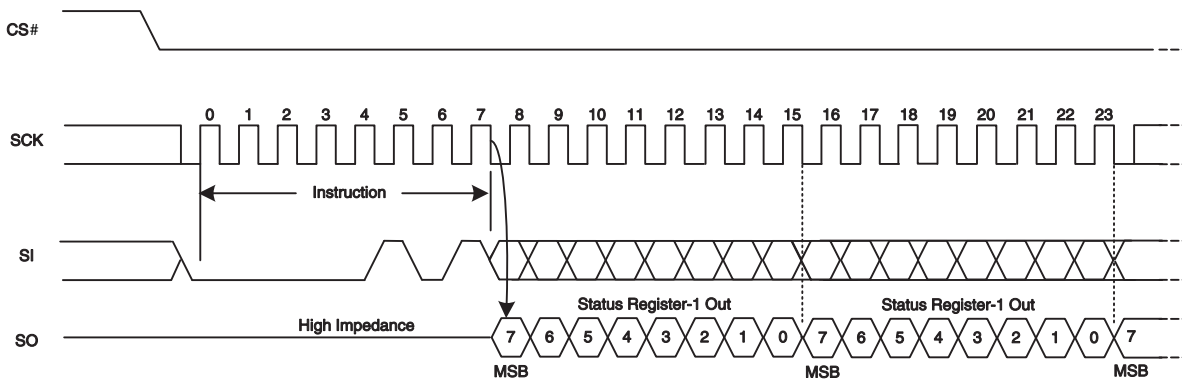 CS#
0 1 2 3 4 5 6 7 8 9 10 11 12 13 14 15 16 17 18 19 20 21 22 23
SCK
Instruction
SI
Status Register-1 Out Status Register-1 Out
High Impedance
SO 7 6 5 4 3 2 1 0 7 6 5 4 3 2 1 0 7
MSB MSB MSB